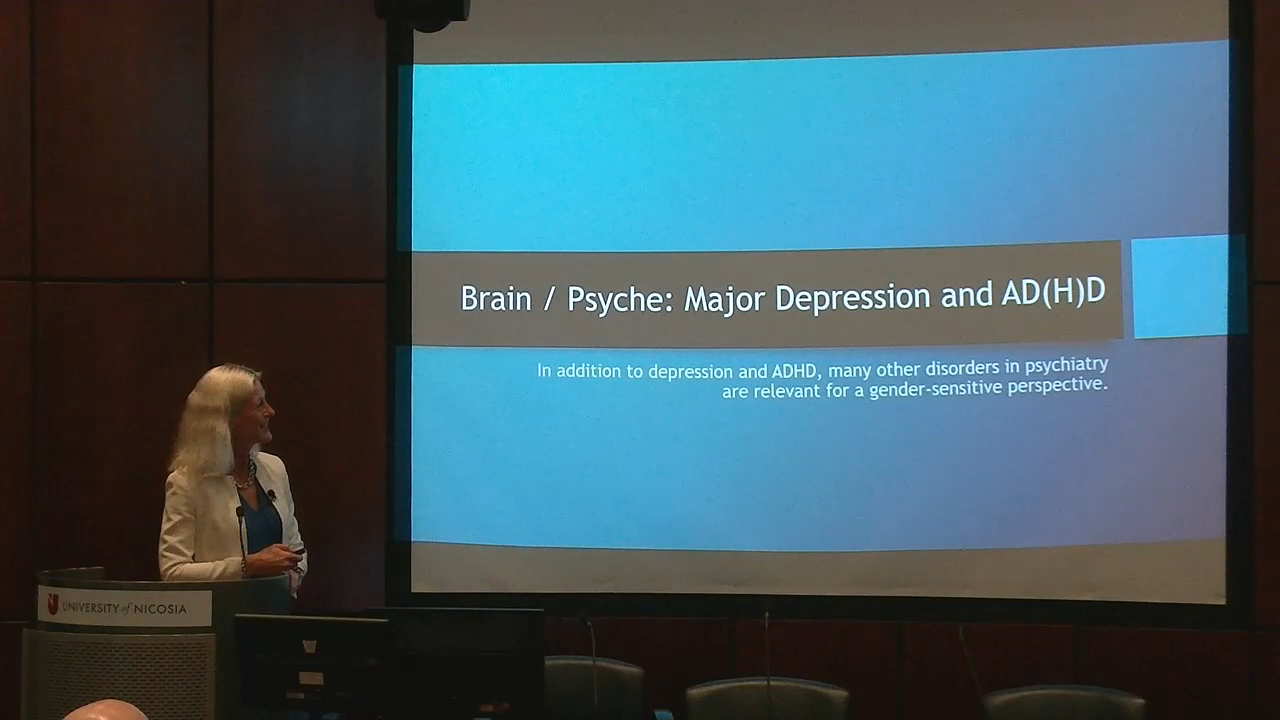 Brain / Psyche: Major Depression and AD(H)D
In addition to depression and ADHD, many other disorders in psychiatry
are relevant for a gender-sensitive perspective.
UNIVERSITY of NICOSIA